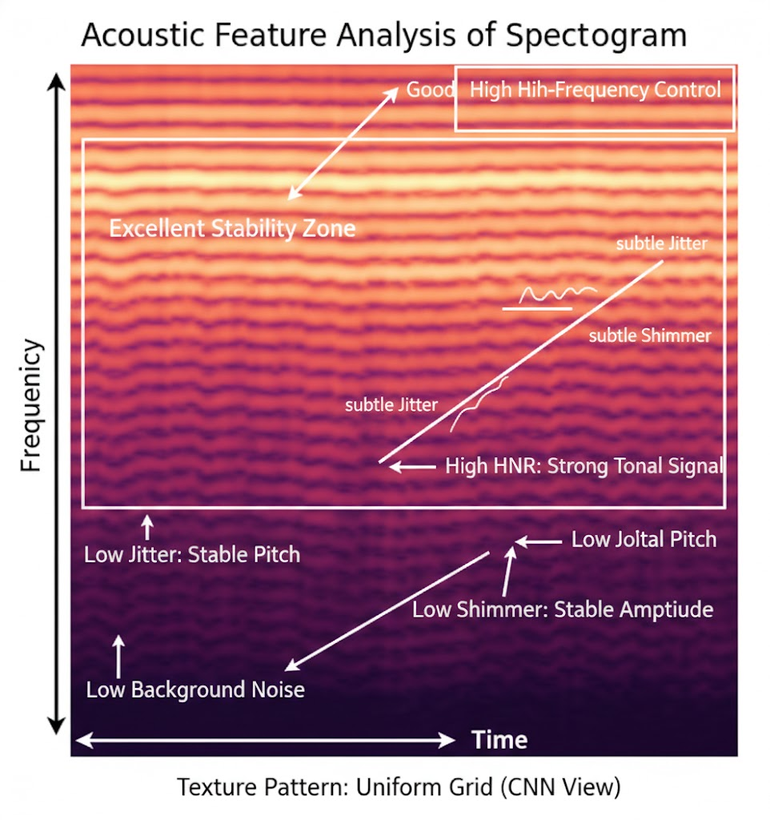 Acoustic Feature Analysis of Spectogram
Good
High Hih-Frequency Control
Excellent Stability Zone
subtle Jitter
subtle Shimmer
subtle Jitter
High HNR: Strong Tonal Signal
Low Joltal Pitch
Low Jitter: Stable Pitch
Low Shimmer: Stable Amptiude
Low Background Noise
Time
Frequenicy
Texture Pattern: Uniform Grid (CNN View)